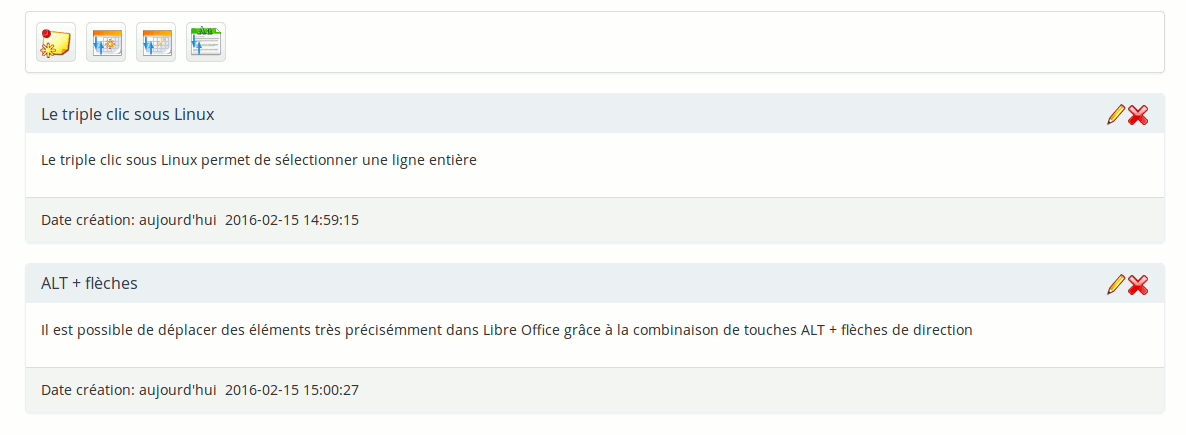 Le triple clic sous Linux
Le triple clic sous Linux permet de sélectionner une ligne entière
Date création: aujourd'hui 2016-02-15 14:59:15
ALT + flèches
Il est possible de déplacer des éléments très précisémment dans Libre Office grâce à la combinaison de touches ALT + flèches de direction
Date création: aujourd'hui 2016-02-15 15:00:27